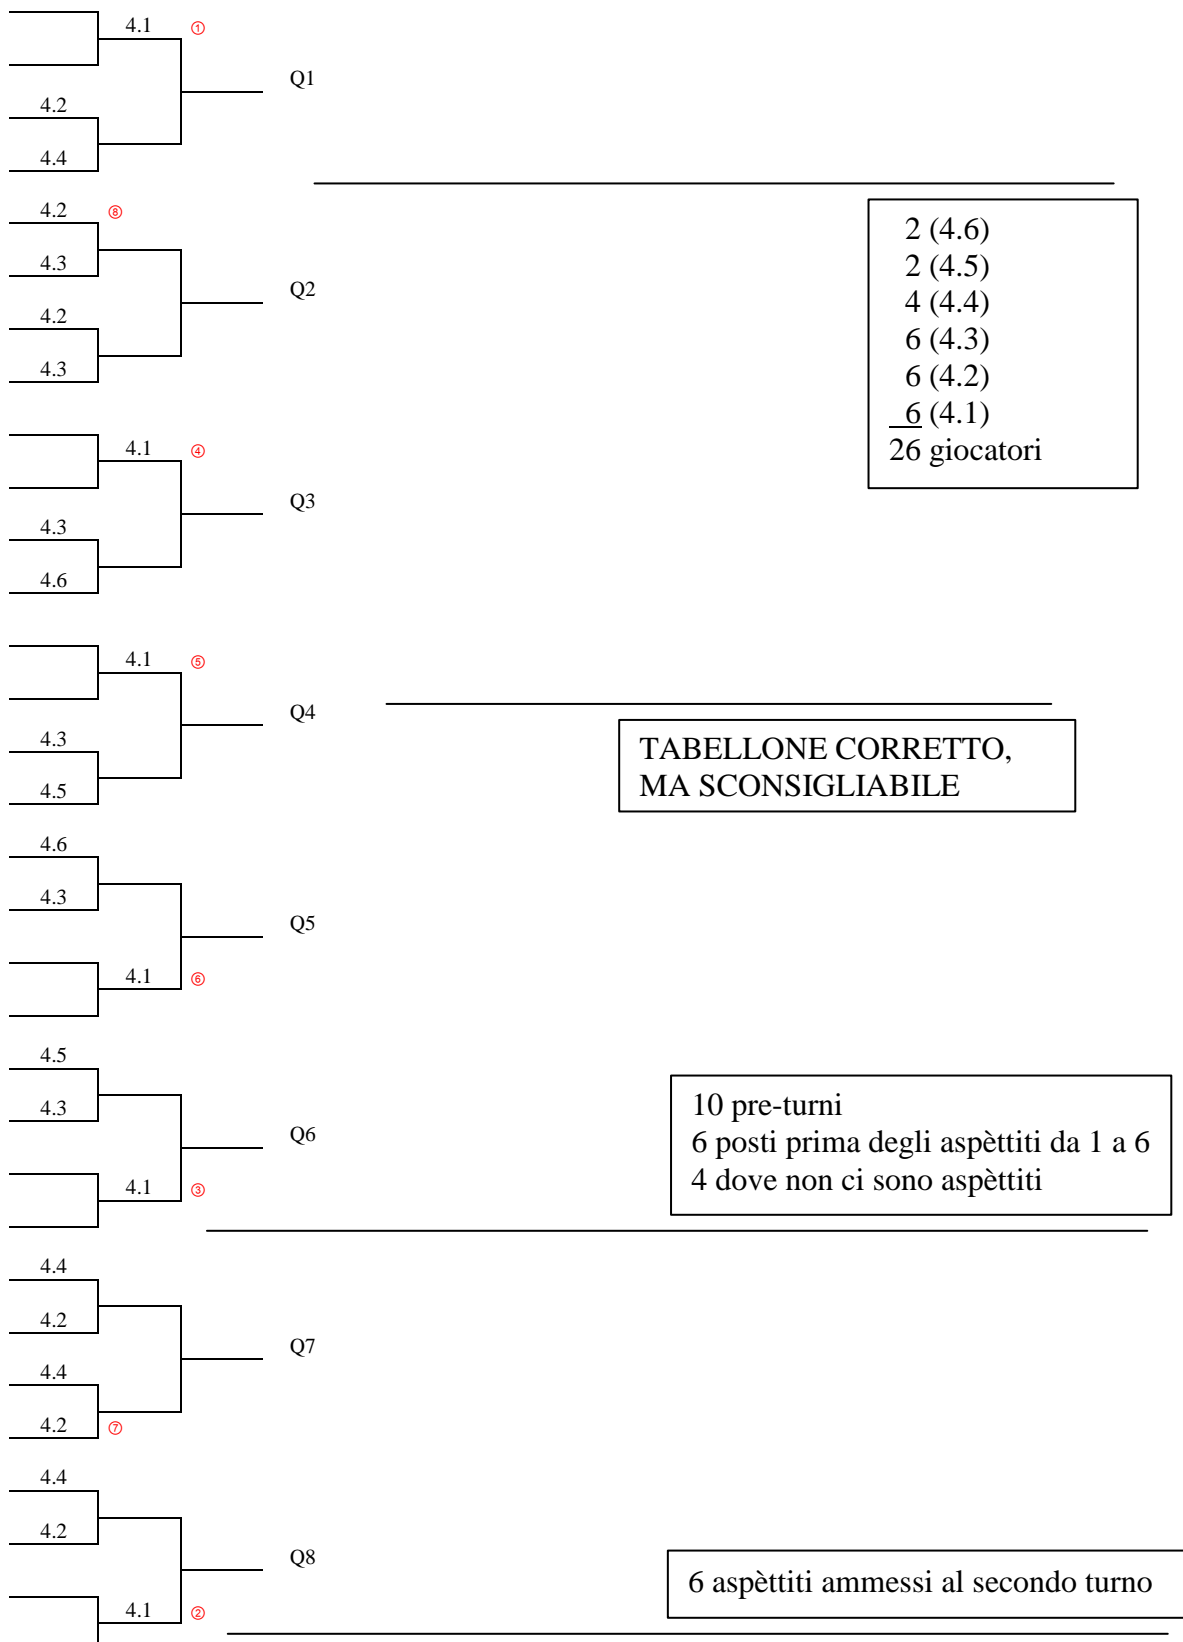 4.1 ①
Q1
4.2
4.4
4.2 ⑧
4.3
Q2
4.2
4.3
2 (4.6)
2 (4.5)
4 (4.4)
6 (4.3)
6 (4.2)
6 (4.1)
26 giocatori
4.1 ④
Q3
4.3
4.6
4.1 ⑤
Q4
4.3
4.5
TABELLONE CORRETTO,
MA SCONSIGLIABILE
4.6
4.3
Q5
4.1 ⑥
4.5
4.3
Q6
4.1 ③
10 pre-turni
6 posti prima degli aspèttiti da 1 a 6
4 dove non ci sono aspèttiti
4.4
4.2
Q7
4.4
4.2 ⑦
4.4
4.2
Q8
4.1 ②
6 aspèttiti ammessi al secondo turno